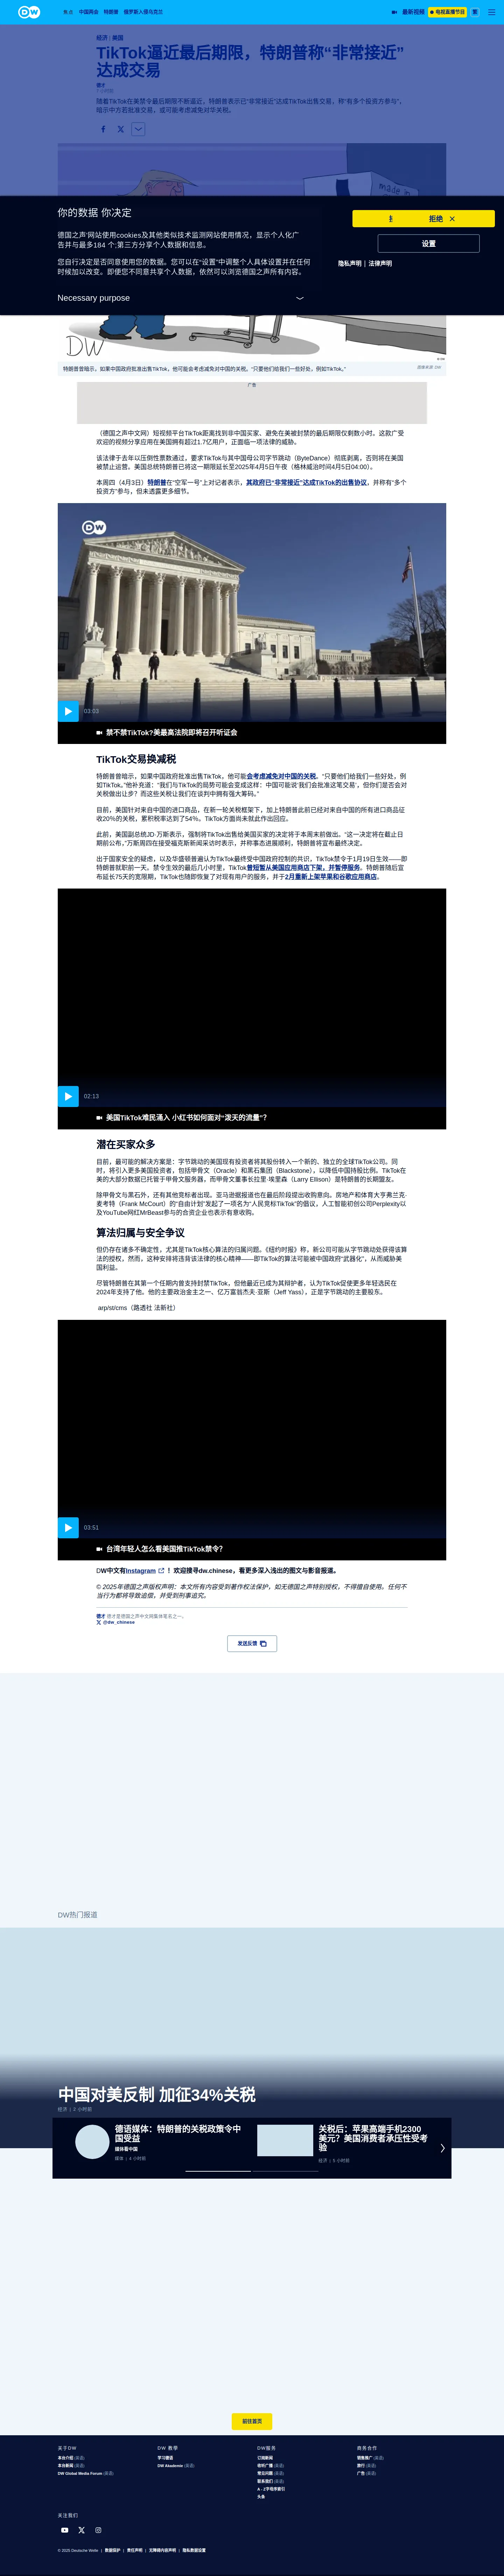 DW
焦点
中国商会
特朗普
俄罗斯入侵乌克兰
最新视频
电视直播节目
繁
经济 | 美国
TikTok逼近最后期限，特朗普称“非常接近”
达成交易
德才
随着TikTok在美禁令最后期限不断逼近，特朗普表示已“非常接近”达成TikTok出售交易，称“有多个投资方参与”，
暗示中方若批准交易，或可能考虑减免对华关税。
made in
你的数据 你决定
拒绝
设置
德国之声¨网站使用cookies及其他类似技术监测网站使用情况，显示个人化广
告并与最多184 个¸第三方分享个人数据和信息。
隐私声明 | 法律声明
您自行决定是否同意使用您的数据。您可以在“设置”中调整个人具体设置并在任何
时候加以改变。即便您不同意共享个人数据，依然可以浏览德国之声所有内容。
Necessary purpose
DW
特朗普曾暗示，如果中国政府批准出售TikTok，他可能会考虑减免对中国的关税。“只要他们给我们一些好处，例如TikTok。”
图像来源: DW
广告
（德国之声中文网）短视频平台TikTok距离找到非中国买家、避免在美被封禁的最后期限仅剩数小时。这款广受
欢迎的视频分享应用在美国拥有超过1.7亿用户，正面临一项法律的威胁。
该法律于去年以压倒性票数通过，要求TikTok与其中国母公司字节跳动（ByteDance）彻底剥离，否则将在美国
被禁止运营。美国总统特朗普已将这一期限延长至2025年4月5日午夜（格林威治时间4月5日04:00）。
本周四（4月3日）特朗普在“空军一号”上对记者表示，其政府已“非常接近”达成TikTok的出售协议，并称有“多个
投资方”参与，但未透露更多细节。
DW
03:03
禁不禁TikTok?美最高法院即将召开听证会
TikTok交易换减税
特朗普曾暗示，如果中国政府批准出售TikTok，他可能会考虑减免对中国的关税。“只要他们给我们一些好处，例
如TikTok。”他补充道：“我们与TikTok的局势可能会变成这样：中国可能说‘我们会批准这笔交易’，但你们是否会对
关税做出让步？而这些关税让我们在谈判中拥有强大筹码。”
目前，美国针对来自中国的进口商品，在新一轮关税框架下，加上特朗普此前已经对来自中国的所有进口商品征
收20%的关税，累积税率达到了54%。TikTok方面尚未就此作出回应。
此前，美国副总统JD·万斯表示，强制将TikTok出售给美国买家的决定将于本周末前做出。“这一决定将在截止日
期前公布”，万斯周四在接受福克斯新闻采访时表示，并称事态进展顺利，特朗普将宣布最终决定。
出于国家安全的疑虑，以及华盛顿普遍认为TikTok最终受中国政府控制的共识，TikTok禁令于1月19日生效——即
特朗普就职前一天。禁令生效的最后几小时里，TikTok曾短暂从美国应用商店下架，并暂停服务。特朗普随后宣
布延长75天的宽限期，TikTok也随即恢复了对现有用户的服务，并于2月重新上架苹果和谷歌应用商店。
02:13
美国TikTok难民涌入 小红书如何面对“泼天的流量”？
潜在买家众多
目前，最可能的解决方案是：字节跳动的美国现有投资者将其股份转入一个新的、独立的全球TikTok公司。同
时，将引入更多美国投资者，包括甲骨文（Oracle）和黑石集团（Blackstone），以降低中国持股比例。TikTok在
美的大部分数据已托管于甲骨文服务器，而甲骨文董事长拉里·埃里森（Larry Ellison）是特朗普的长期盟友。
除甲骨文与黑石外，还有其他竞标者出现。亚马逊据报道也在最后阶段提出收购意向。房地产和体育大亨弗兰克·
麦考特（Frank McCourt）的“自由计划”发起了一项名为“人民竞标TikTok”的倡议，人工智能初创公司Perplexity以
及YouTube网红MrBeast参与的合资企业也表示有意收购。
算法归属与安全争议
但仍存在诸多不确定性，尤其是TikTok核心算法的归属问题。《纽约时报》称，新公司可能从字节跳动处获得该算
法的授权。然而，这种安排将违背该法律的核心精神——即TikTok的算法可能被中国政府“武器化”，从而威胁美
国利益。
尽管特朗普在其第一个任期内曾支持封禁TikTok，但他最近已成为其辩护者，认为TikTok促使更多年轻选民在
2024年支持了他。他的主要政治金主之一、亿万富翁杰夫·亚斯（Jeff Yass），正是字节跳动的主要股东。
arp/st/cms（路透社 法新社）
03:51
台湾年轻人怎么看美国推TikTok禁令？
DW中文有Instagram ！欢迎搜寻dw.chinese，看更多深入浅出的图文与影音报道。
© 2025年德国之声版权声明：本文所有内容受到著作权法保护，如无德国之声特别授权，不得擅自使用。任何不
当行为都将导致追偿，并受到刑事追究。
德才 德才是德国之声中文网集体笔名之一。
@dw_chinese
发送反馈
DW热门报道
中国对美反制 加征34%关税
经济 | 2 小时前
德语媒体：特朗普的关税政策令中
国受益
媒体看中国
媒体 | 4 小时前
关税后：苹果高端手机2300
美元？美国消费者承压性受考
验
经济 | 5 小时前
前往首页
关于DW
本台介绍 (英语)
本台新闻 (英语)
DW Global Media Forum (英语)
DW 教學
学习德语
DW Akademie (英语)
DW服务
订阅新闻
收听广播 (英语)
常见问题 (英语)
联系我们 (英语)
A - Z字母序索引
头条
商务合作
销售推广 (英语)
旅行 (英语)
广告 (英语)
关注我们
© 2025 Deutsche Welle | 数据保护 | 责任声明 | 无障碍内容声明 | 隐私数据设置